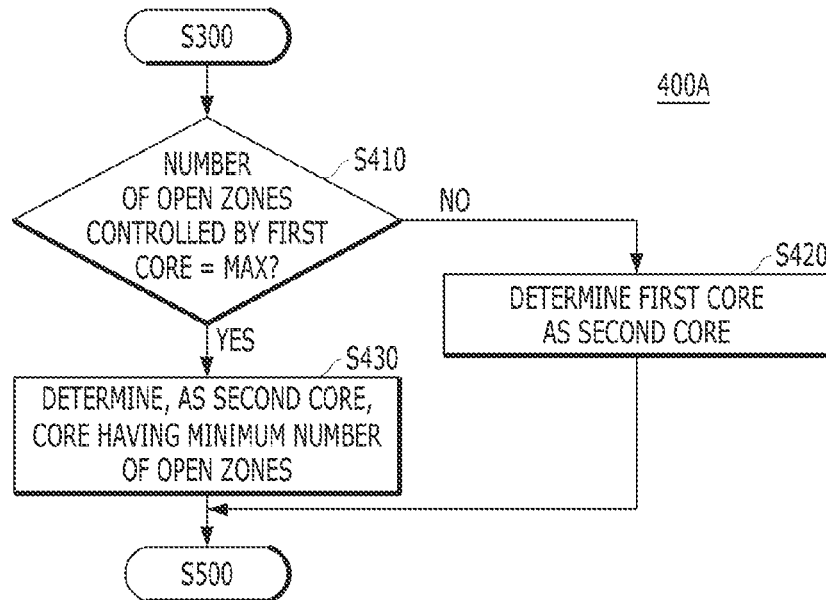 S300
400A
NUMBER
OF OPEN ZONES
CONTROLLED BY FIRST
CORE = MAX?
S410
NO
S420
DETERMINE FIRST CORE
AS SECOND CORE
YES
S430
DETERMINE, AS SECOND CORE,
CORE HAVING MINIMUM NUMBER
OF OPEN ZONES
S500